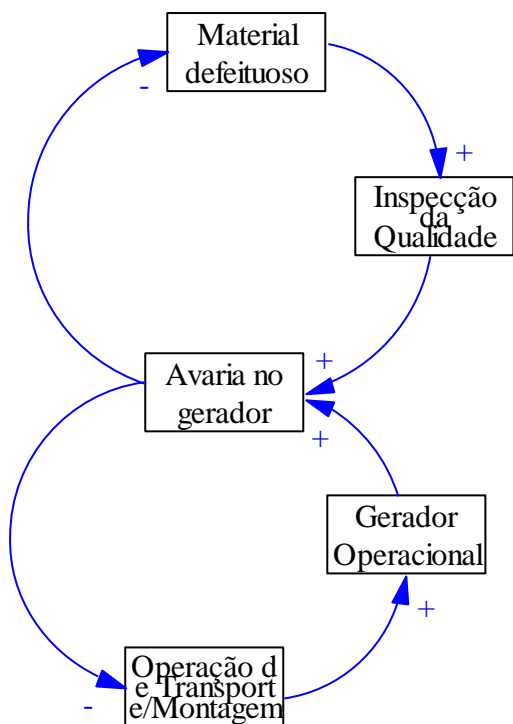 Material
defeituoso
-
+
Inspecção
da
Qualidade
+
Avaria no
gerador
+
Gerador
Operacional
+
Operação d
e Transport
e/Montagem
-